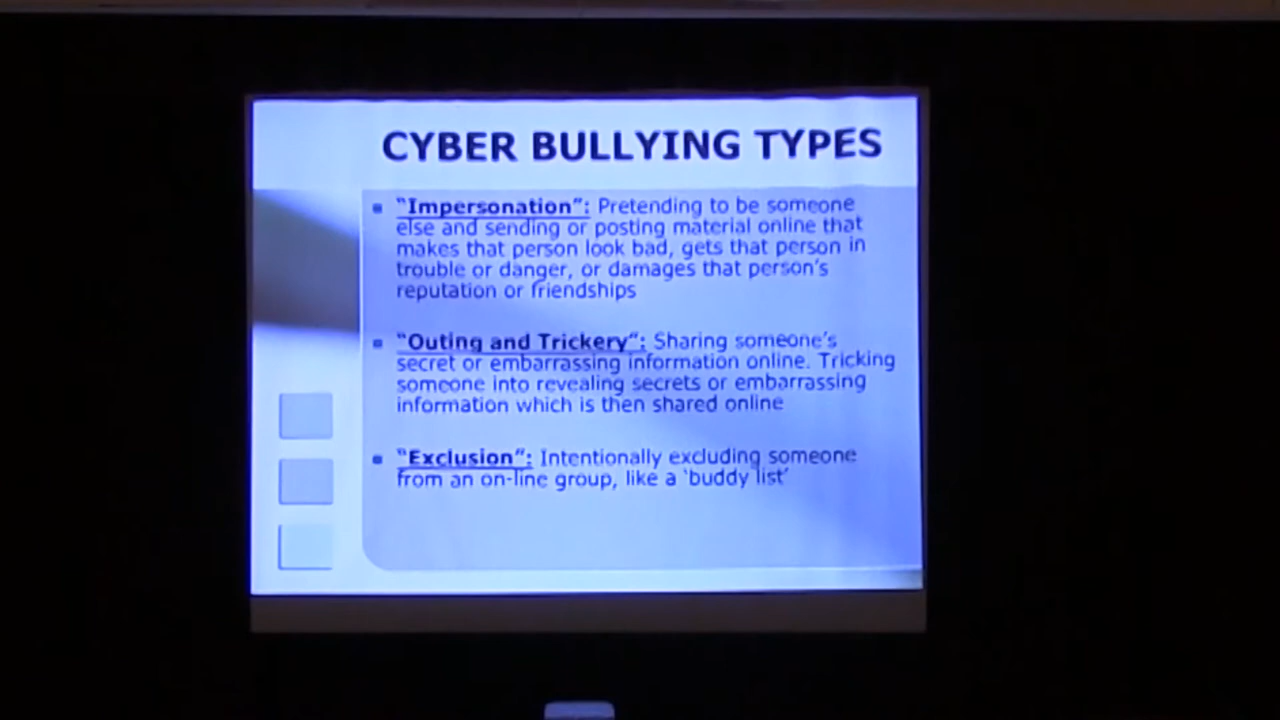 CYBER BULLYING TYPES
"Impersonation": Pretending to be someone
else and sending or posting material online that
makes that person look bad, gets that person in
trouble or danger, or damages that person's
reputation or friendships
"Outing and Trickery": Sharing someone's
secret or embarrassing information online. Tricking
someone into revealing secrets or embarrassing
information which is then shared online
"Exclusion": Intentionally excluding someone
from an on-line group, like a 'buddy list'